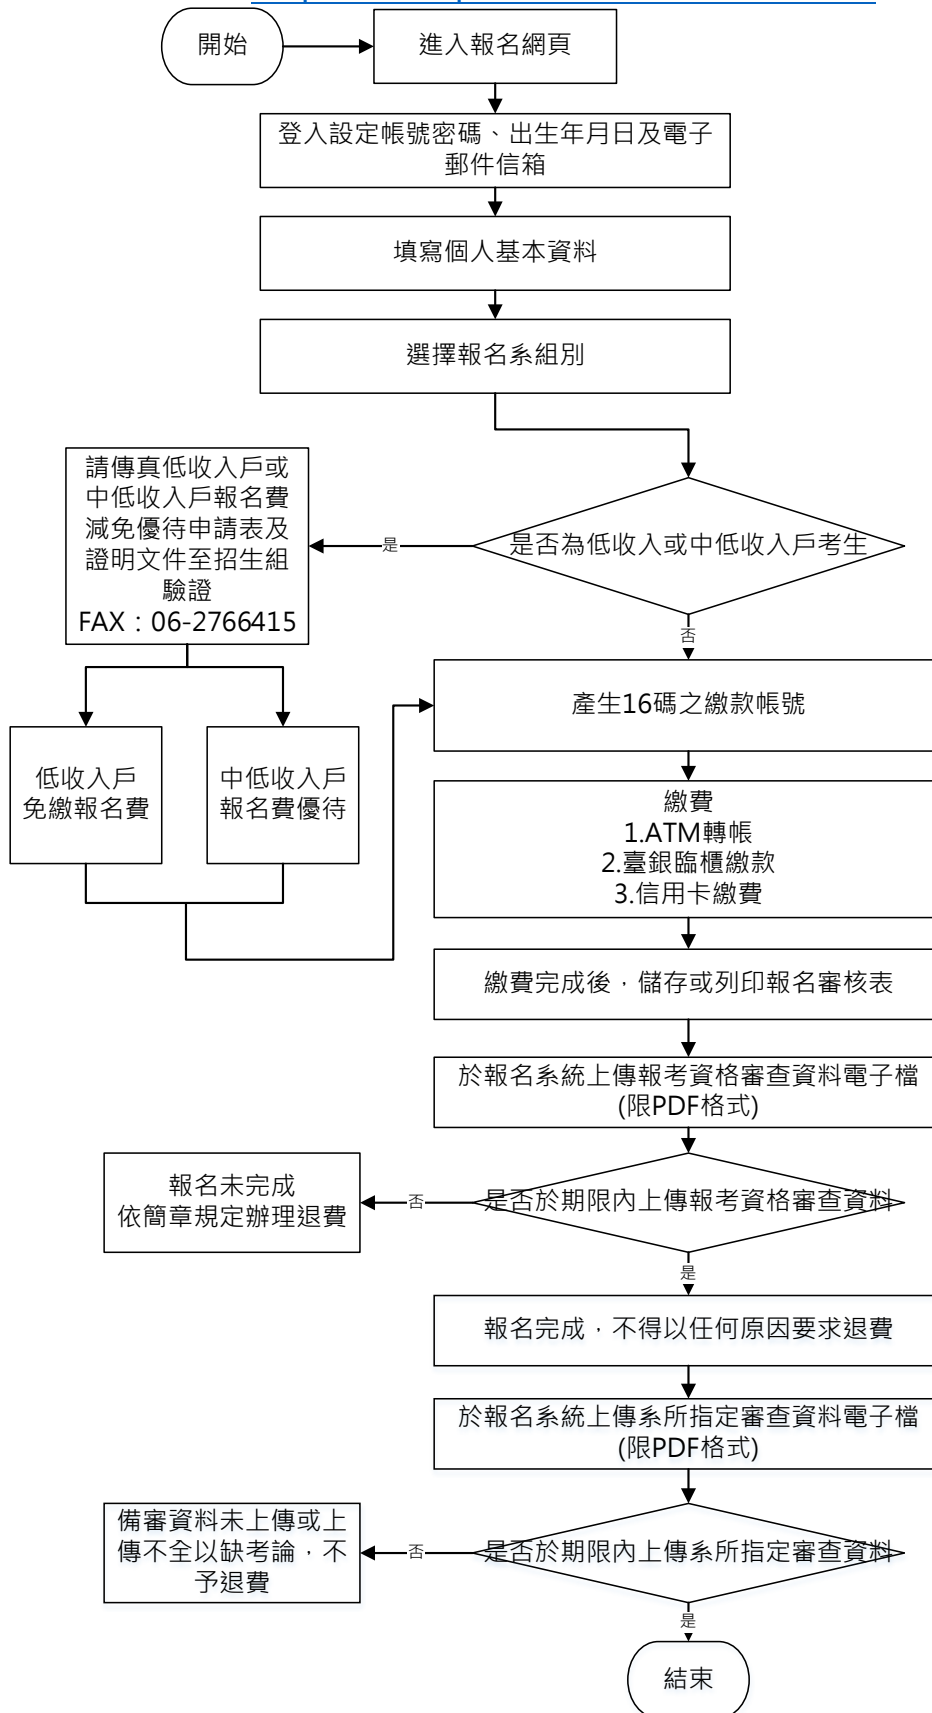 開始
進入報名網頁
登入設定帳號密碼、出生年月日及電子
郵件信箱
填寫個人基本資料
選擇報名系組別
請傳真低收入戶或
中低收入戶報名費
減免優待申請表及
證明文件至招生組
驗證
FAX：06-2766415
是
是否為低收入或中低收入戶考生
否
產生16碼之繳款帳號
低收入戶
免繳報名費
中低收入戶
報名費優待
繳費
1.ATM轉帳
2.臺銀臨櫃繳款
3.信用卡繳費
繳費完成後，儲存或列印報名審核表
於報名系統上傳報考資格審查資料電子檔
(限PDF格式)
報名未完成
依簡章規定辦理退費
否
是否於期限內上傳報考資格審查資料
是
報名完成，不得以任何原因要求退費
於報名系統上傳系所指定審查資料電子檔
(限PDF格式)
備審資料未上傳或上
傳不全以缺考論，不
予退費
否
是否於期限內上傳系所指定審查資料
是
結束